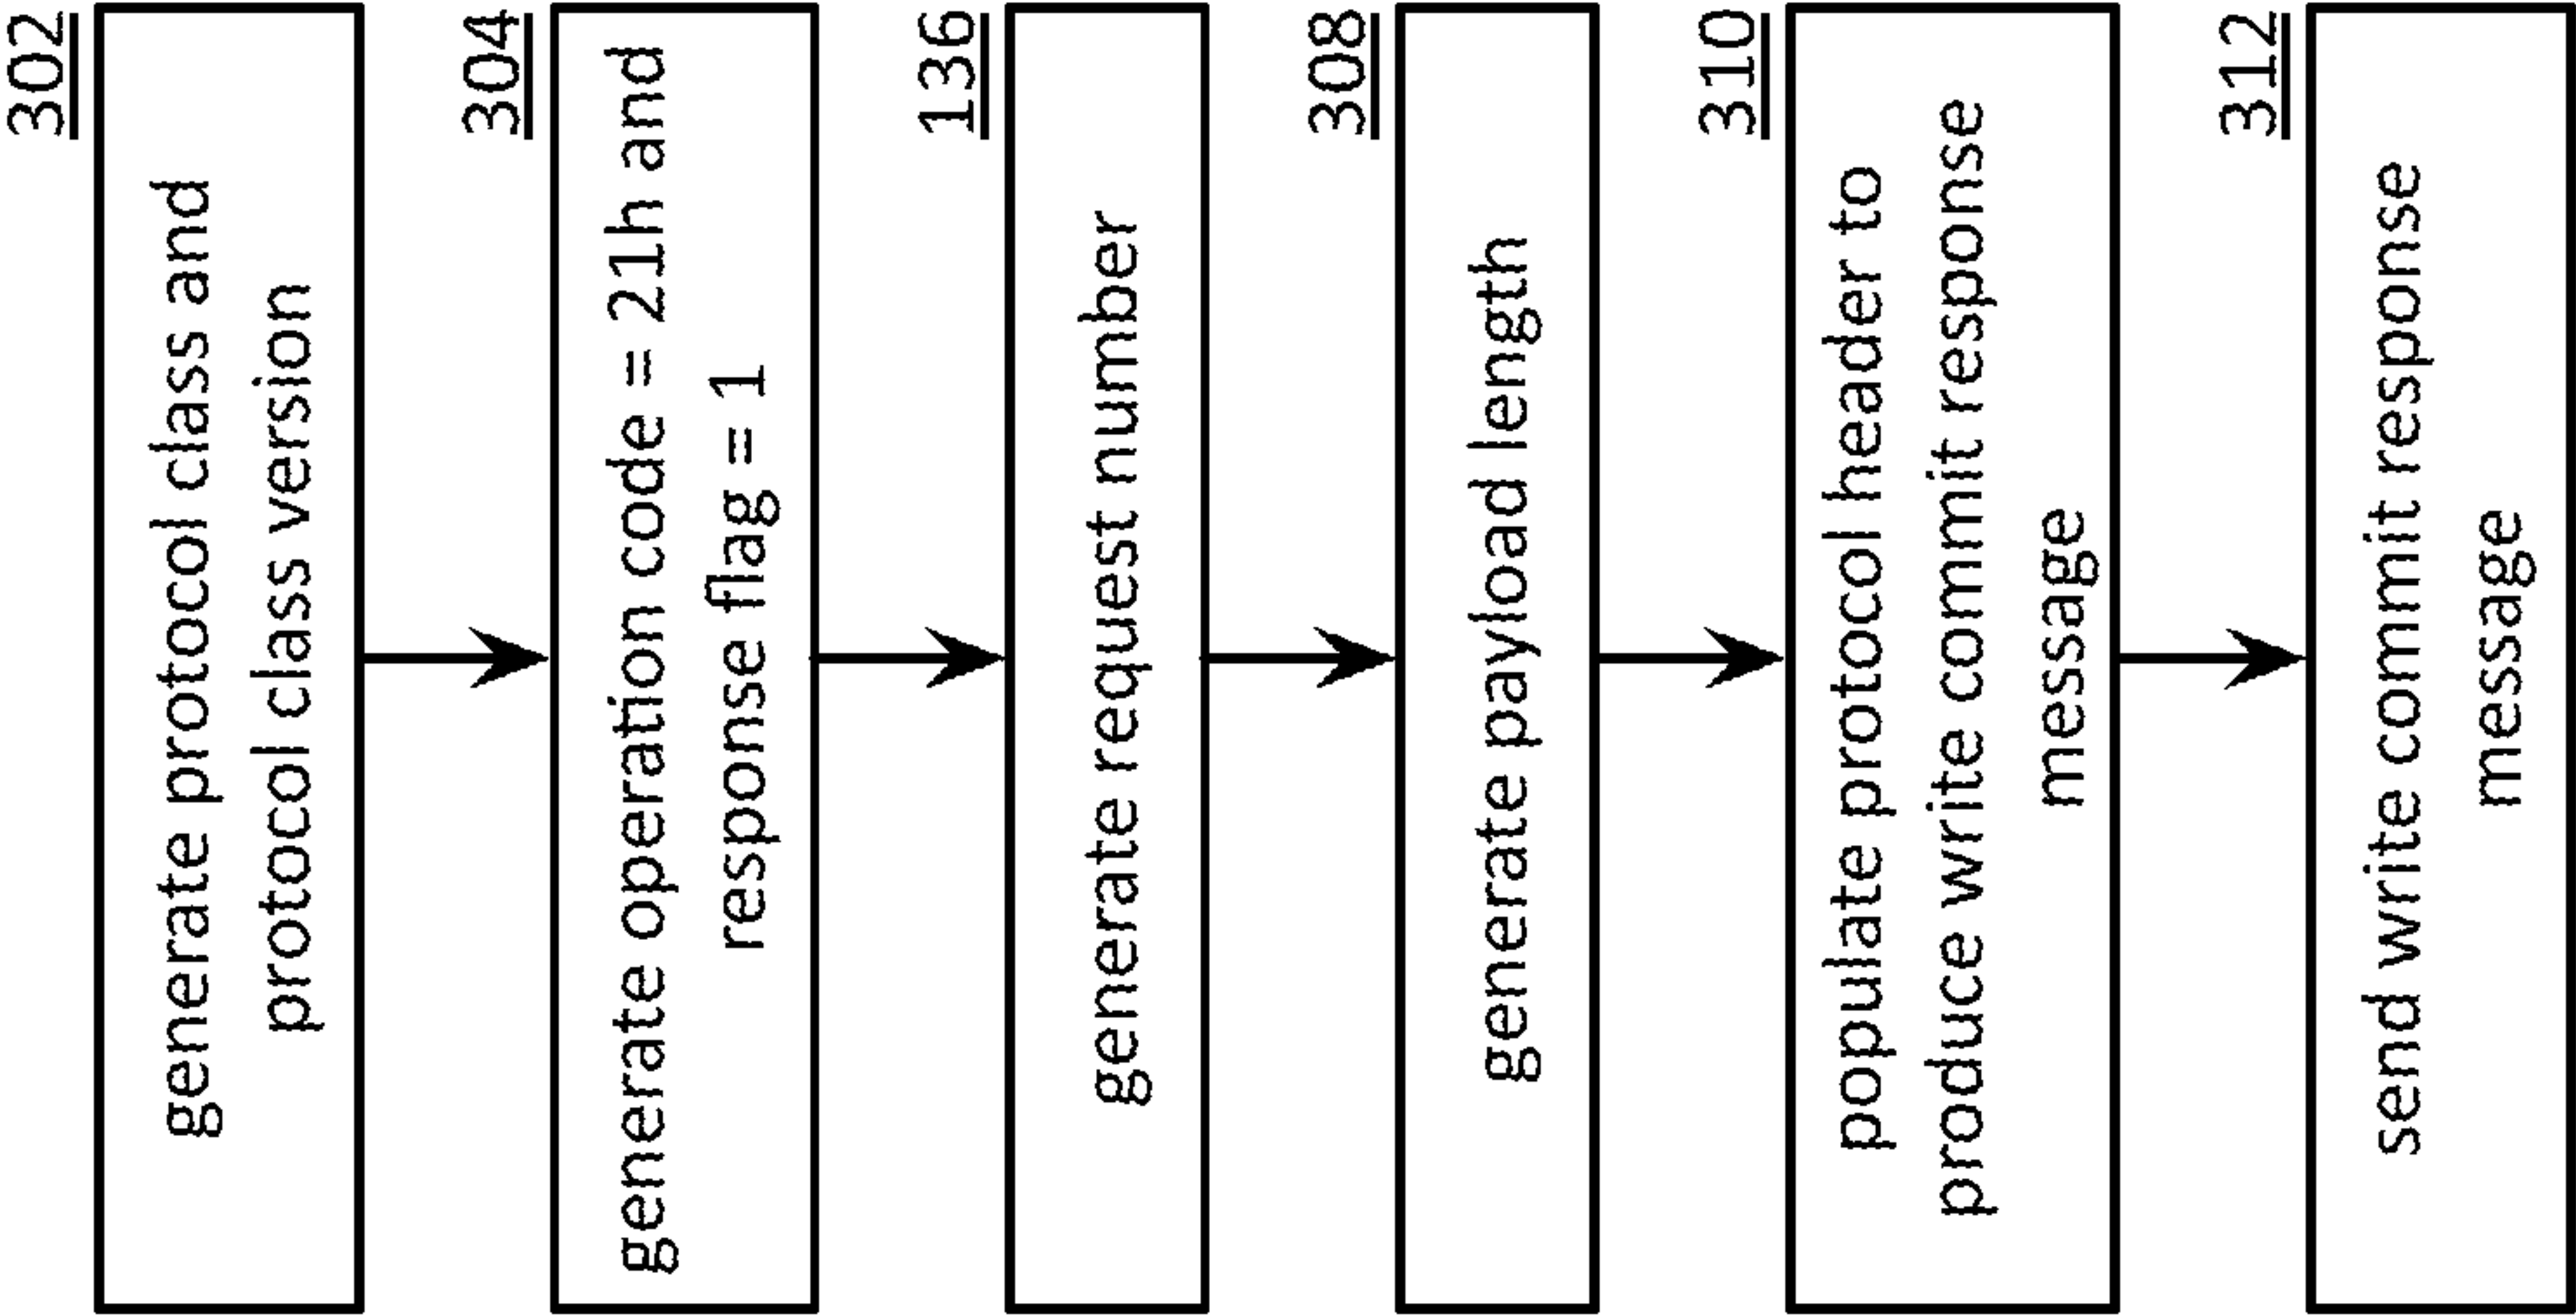 302
generate protocol class and
protocol class version
304
generate operation code = 21h and
response flag = 1
136
generate request number
308
generate payload length
310
populate protocol header to
produce write commit response
message
312
send write commit response
message